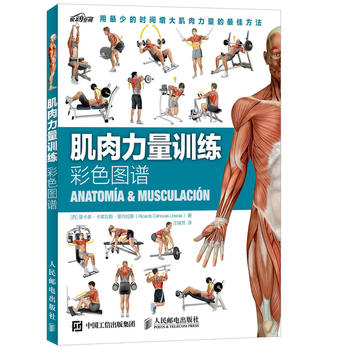 用最少的时间增大肌肉力量的最佳方法
肌肉力量训练
彩色图谱
ANATOMÍA & MUSCULACIÓN
中国工信出版集团
人民邮电出版社
肌肉力量训练
彩色图谱
人民邮电出版社